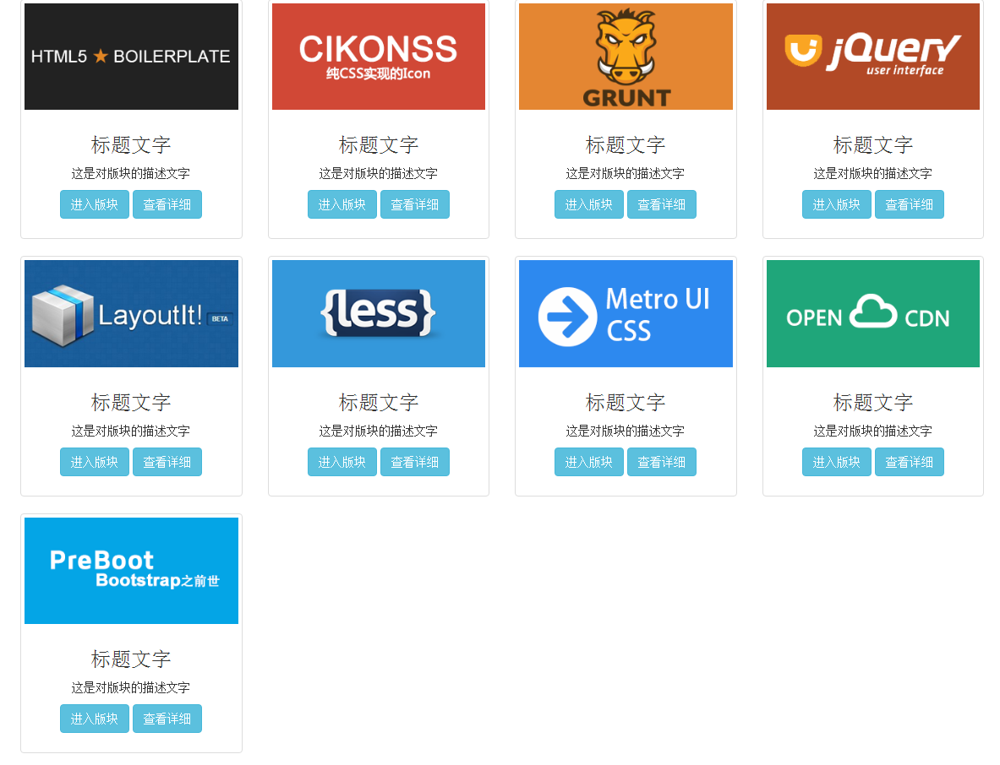 HTML5 ★ BOILERPLATE
CIKONSS
纯CSS实现的Icon
GRUNT
jQuery
user interface
标题文字
标题文字
标题文字
标题文字
这是对版块的描述文字
这是对版块的描述文字
这是对版块的描述文字
这是对版块的描述文字
进入版块 查看详细
进入版块 查看详细
进入版块 查看详细
进入版块 查看详细
LayoutIt! BETA
{less}
Metro UI
CSS
OPEN CDN
标题文字
标题文字
标题文字
标题文字
这是对版块的描述文字
这是对版块的描述文字
这是对版块的描述文字
这是对版块的描述文字
进入版块 查看详细
进入版块 查看详细
进入版块 查看详细
进入版块 查看详细
PreBoot
Bootstrap之前世
标题文字
这是对版块的描述文字
进入版块 查看详细